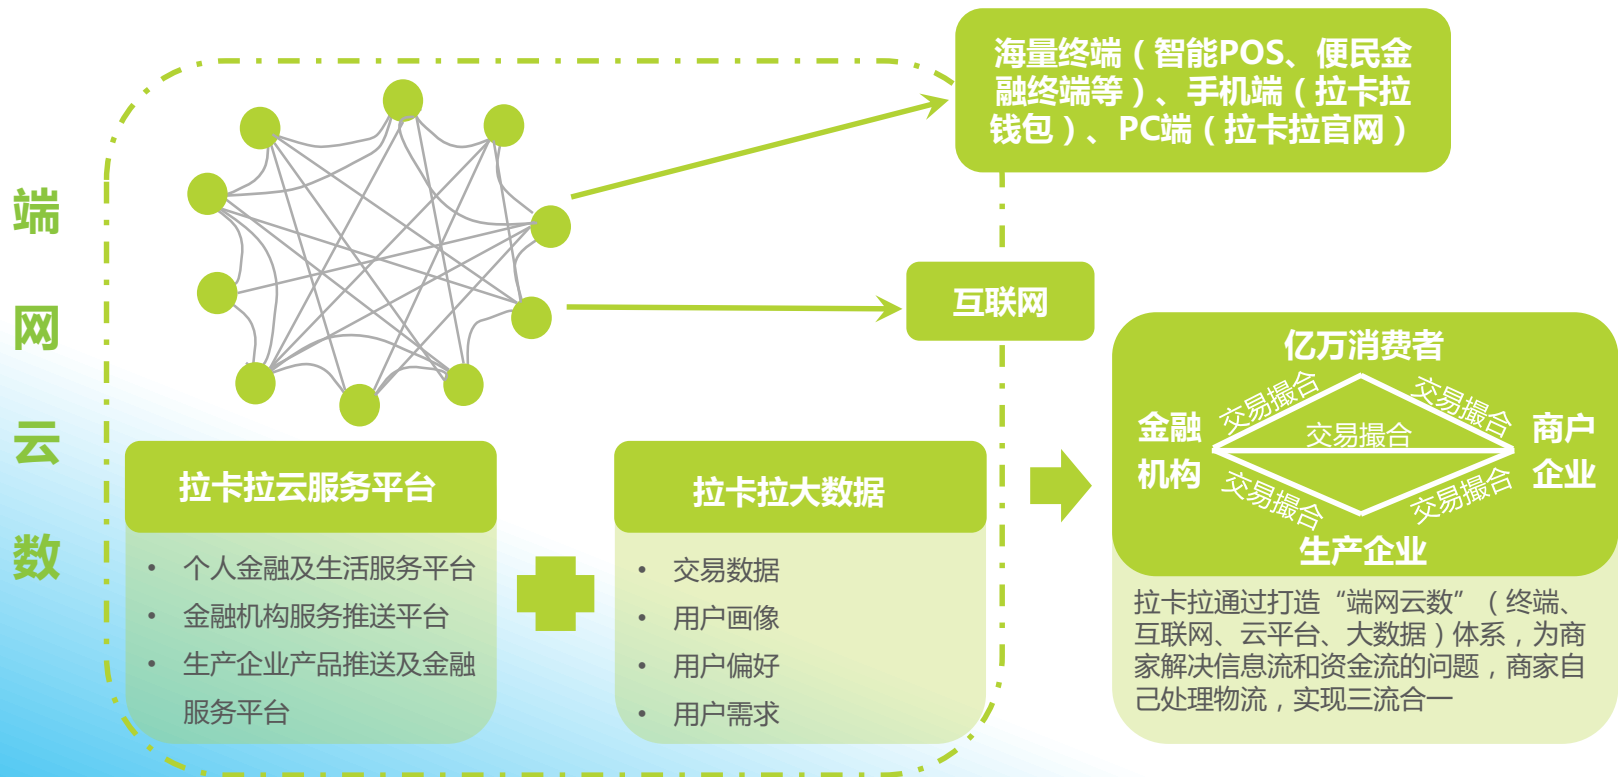 端
网
云
数
海量终端（智能POS、便民金
融终端等）、手机端（拉卡拉
钱包）、PC端（拉卡拉官网）
互联网
拉卡拉云服务平台
• 个人金融及生活服务平台
• 金融机构服务推送平台
• 生产企业产品推送及金融
服务平台
拉卡拉大数据
• 交易数据
• 用户画像
• 用户偏好
• 用户需求
亿万消费者
交易撮合
交易撮合
金融
机构
交易撮合
商户
企业
交易撮合
交易撮合
生产企业
拉卡拉通过打造“端网云数”（终端、
互联网、云平台、大数据）体系，为商
家解决信息流和资金流的问题，商家自
己处理物流，实现三流合一